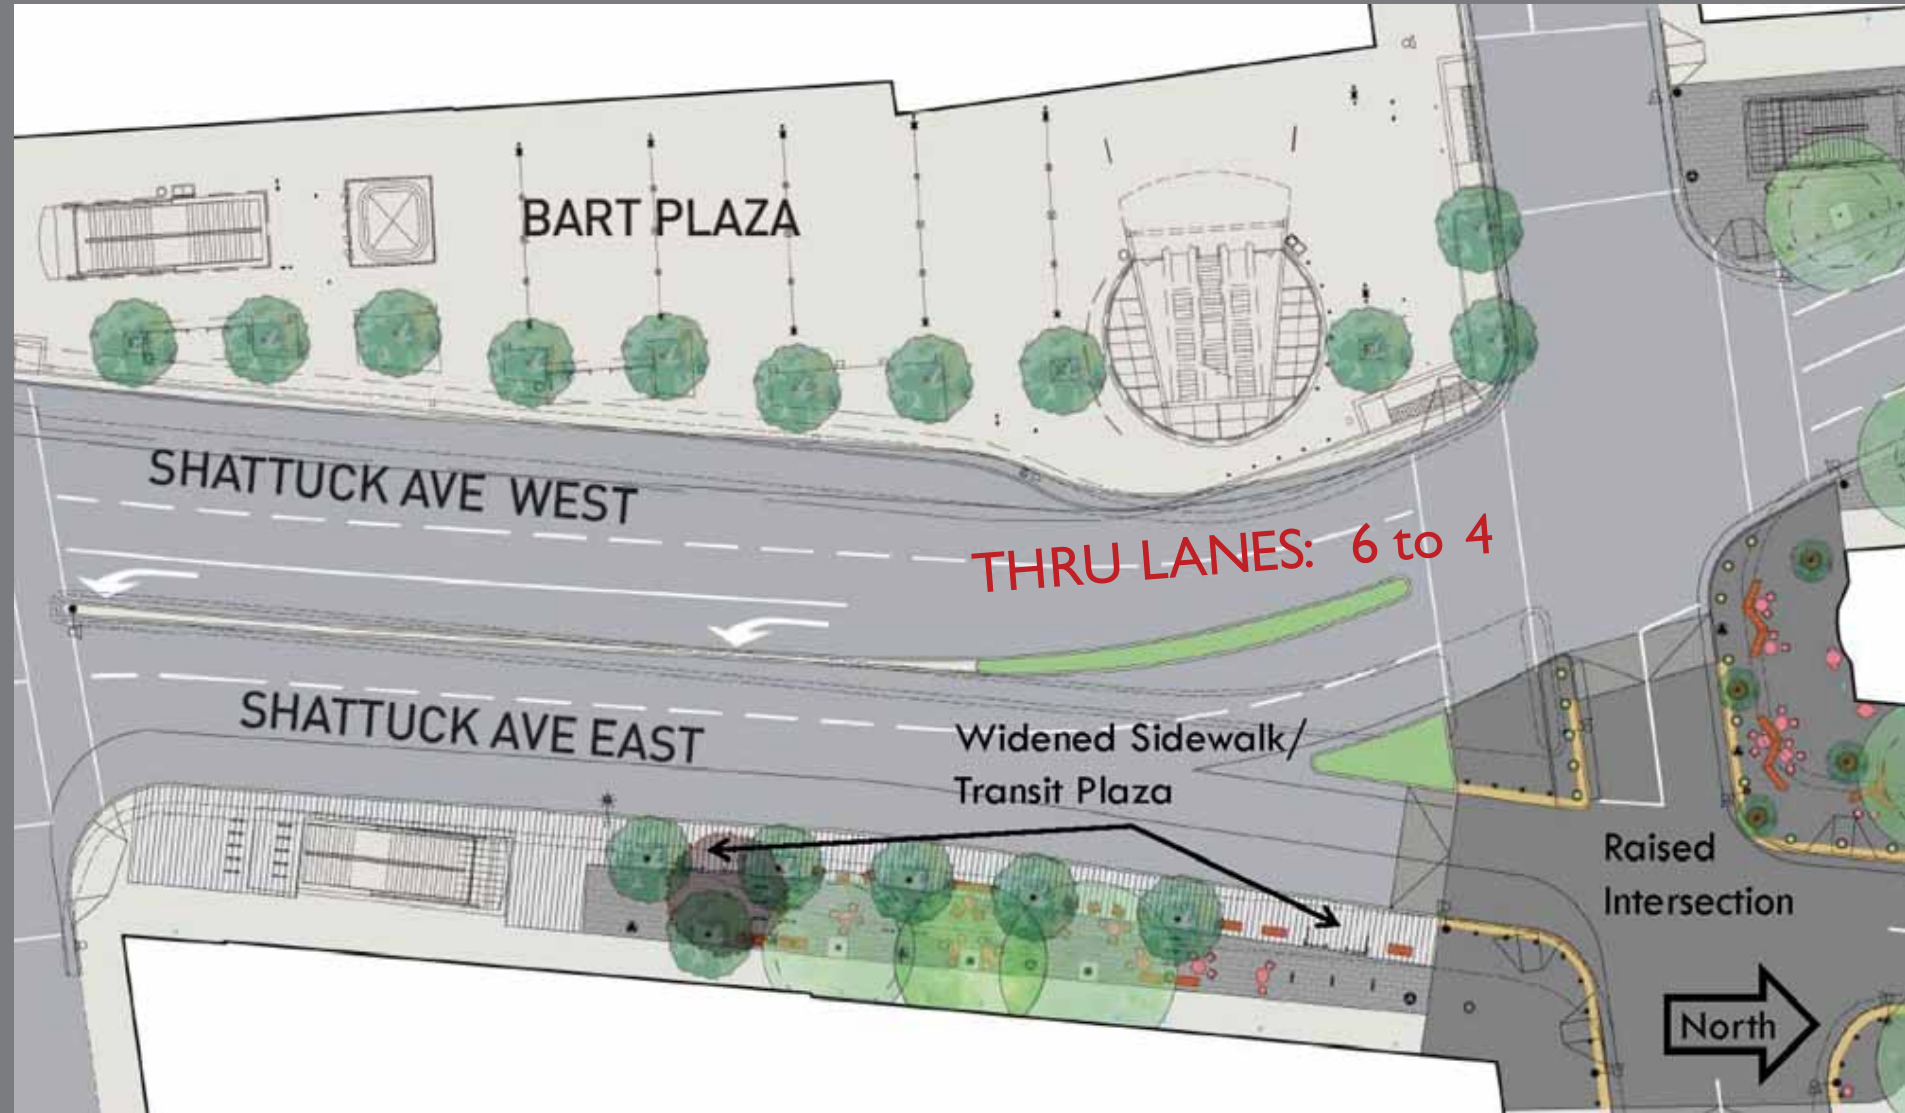 BART PLAZA
SHATTUCK AVE WEST
THRU LANES: 6 to 4
SHATTUCK AVE EAST
Widened Sidewalk/
Transit Plaza
Raised
Intersection
North